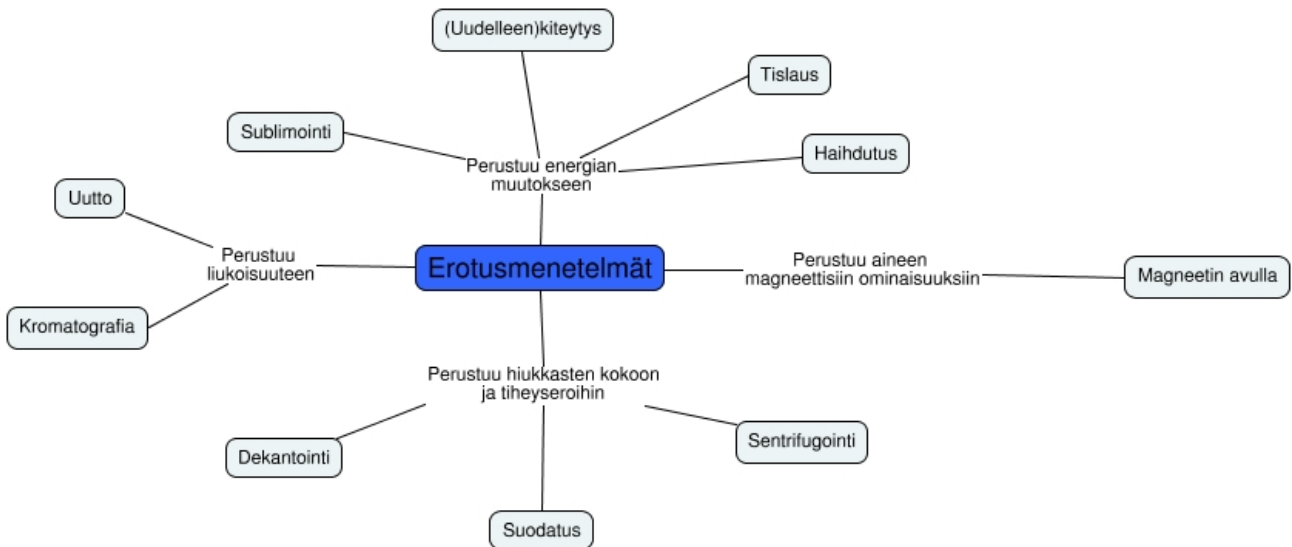 (Uudelleen)kiteytys
Tislaus
Sublimointi
Haihdutus
Perustuu energian
muutokseen
Uutto
Perustuu
liukoisuuteen
Erotusmenetelmät
Perustuu aineen
magneettisiin ominaisuuksiin
Magneetin avulla
Kromatografia
Perustuu hiukkasten kokoon
ja tiheyseroihin
Dekantointi
Sentrifugointi
Suodatus